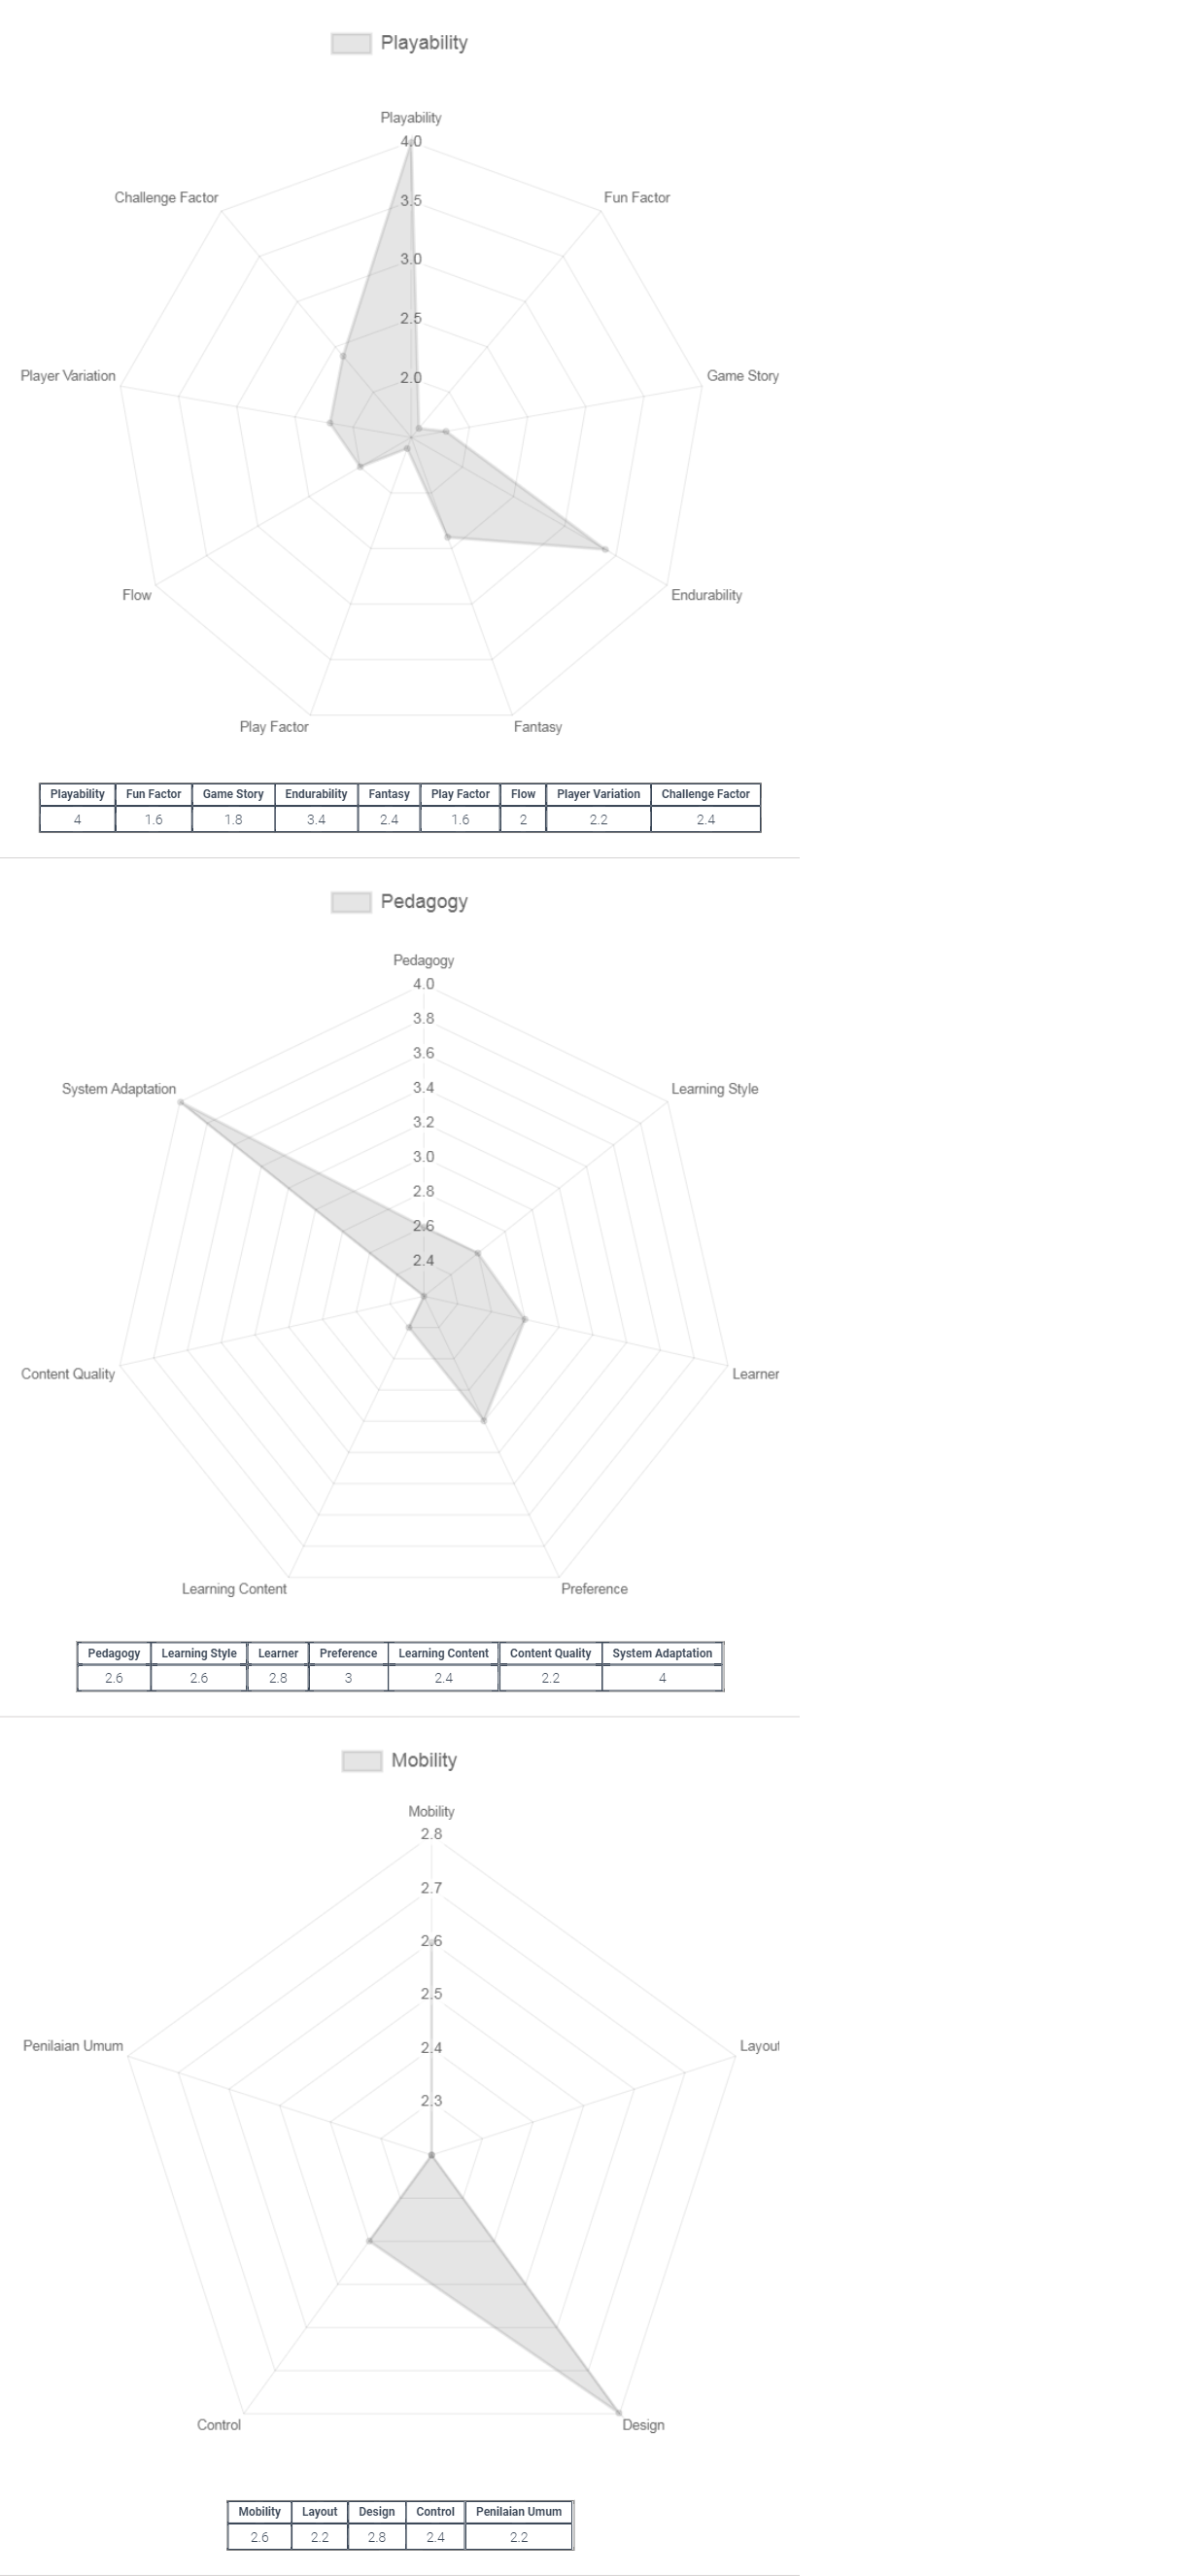 Playability
Playability
4.0
Challenge Factor
Fun Factor
3.5
3.0
2.5
Player Variation
2.0
Game Story
Flow
Endurability
Play Factor
Fantasy
Playability Fun Factor Game Story Endurability Fantasy Play Factor Flow Player Variation Challenge Factor
4 1.6 1.8 3.4 2.4 1.6 2 2.2 2.4
Pedagogy
Pedagogy
4.0
3.8
3.6
System Adaptation
3.4
Learning Style
3.2
3.0
2.8
2.6
2.4
Content Quality
Learner
Learning Content
Preference
Pedagogy Learning Style Learner Preference Learning Content Content Quality System Adaptation
2.6 2.6 2.8 3 2.4 2.2 4
Mobility
Mobility
2.8
2.7
2.6
2.5
Penilaian Umum
2.4
Layout
2.3
Control
Design
Mobility Layout Design Control Penilaian Umum
2.6 2.2 2.8 2.4 2.2